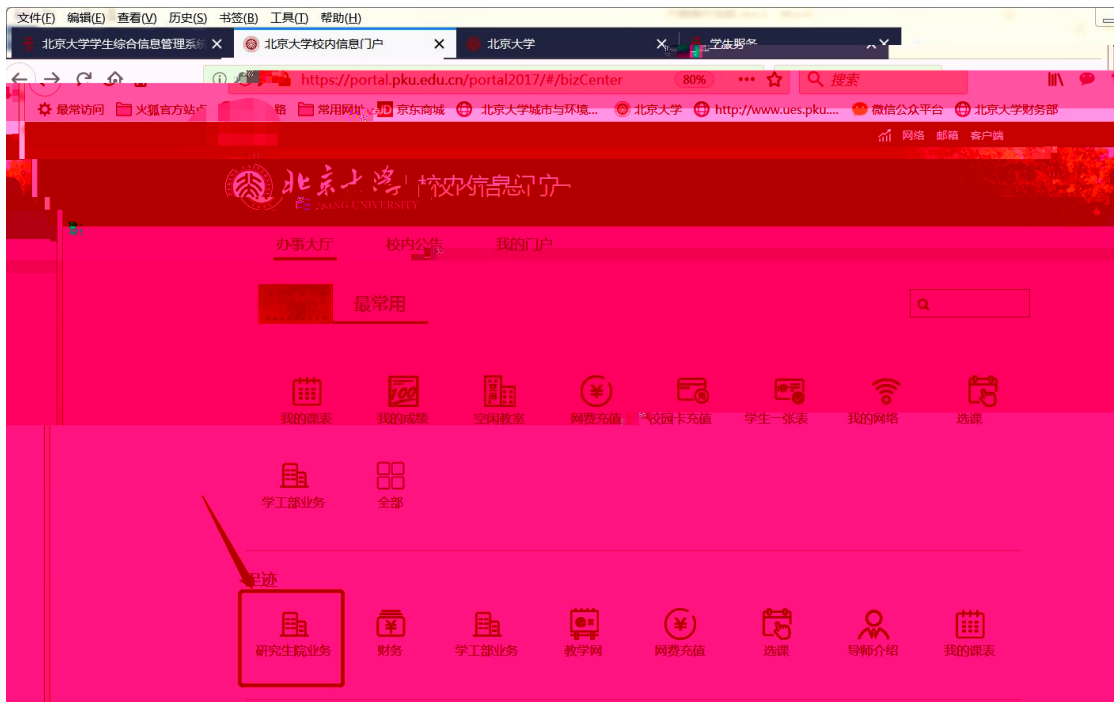 文件(F) 编辑(E) 查看(V) 历史(S) 书签(B) 工具(T) 帮助(H)
北京大学学生综合信息管理系统 北京大学校内信息门户 北京大学
https://portal.pku.edu.cn/portal2017/#/bizCenter 80% 搜索
最常访问 火狐官方站点 常用网址 JD 京东商城 北京大学城市与环境... 北京大学 http://www.ues.pku.... 微信公众平台 北京大学财务部
网络 邮箱 客户端
北京大学 校内信息门户
PEKING UNIVERSITY
办事大厅 校内公告 我的门户
最常用
我的课表 我的成绩 空闲教室 网费充值 校园卡充值 学生一张表 我的网络 选课
学工部业务 全部
足迹
研究生院业务 财务 学工部业务 教学网 网费充值 选课 导师介绍 我的课表